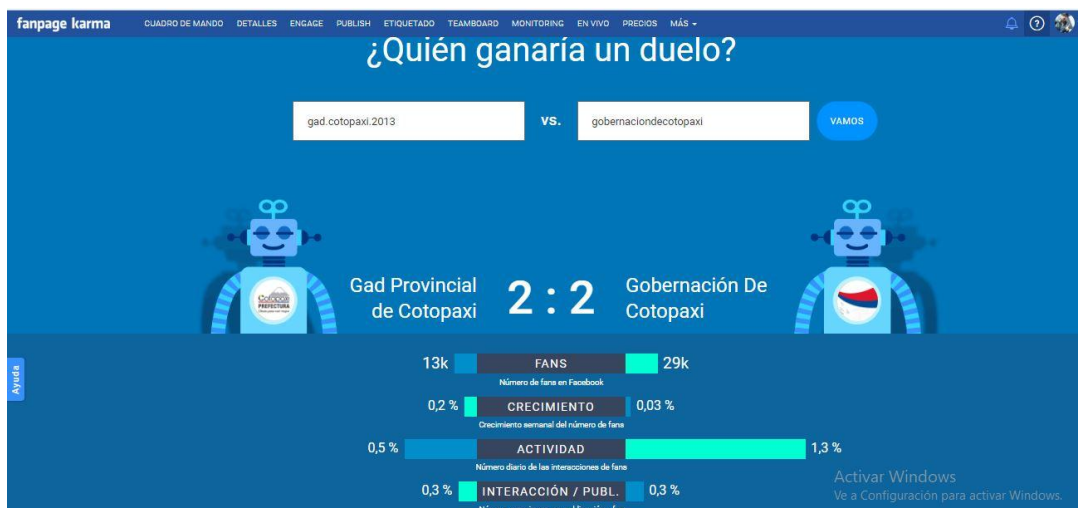 fanpage karma CUADRO DE MANDO DETALLES ENGAGE PUBLISH ETIQUETADO TEAMBOARD MONITORING EN VIVO PRECIOS MÁS
¿Quién ganaría un duelo?
gad.cotopaxi.2013 vs. gobernaciondecotopaxi VAMOS
Gad Provincial de Cotopaxi
2 : 2
Gobernación De Cotopaxi
Cotopaxi
PREFECTURA
Ayuda
13k FANS 29k
Número de fans en Facebook
0,2 % CRECIMIENTO 0,03 %
Crecimiento semanal del número de fans
0,5 % ACTIVIDAD 1,3 %
Número diario de las interacciones de fans
0,3 % INTERACCIÓN / PUBL. 0,3 %
Activar Windows
Ve a Configuración para activar Windows.